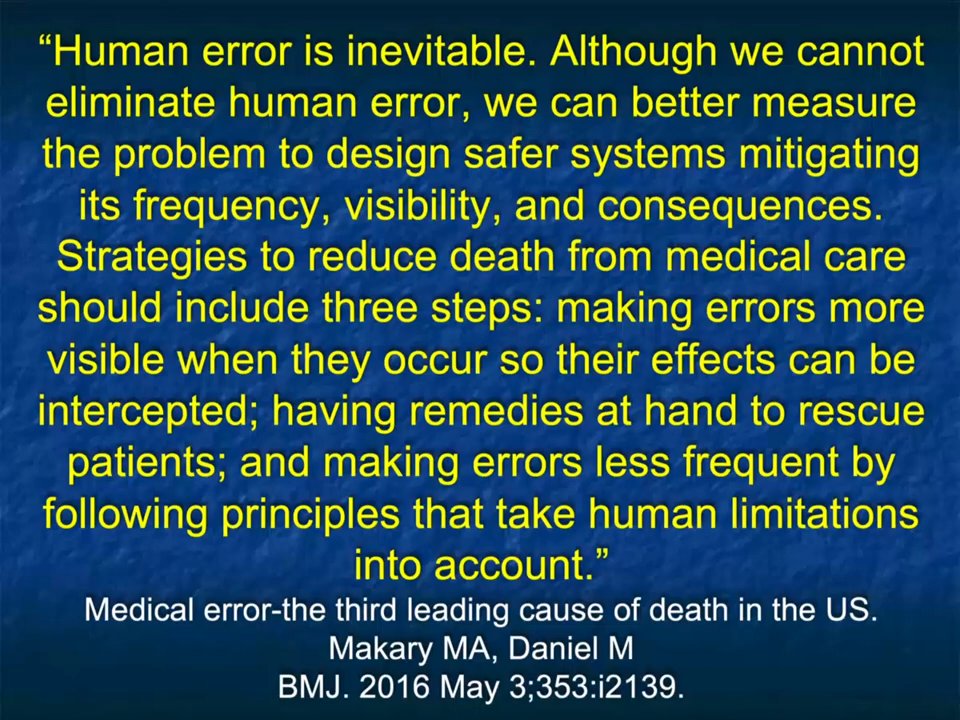 “Human error is inevitable. Although we cannot
eliminate human error, we can better measure
the problem to design safer systems mitigating
its frequency, visibility, and consequences.
Strategies to reduce death from medical care
should include three steps: making errors more
visible when they occur so their effects can be
intercepted; having remedies at hand to rescue
patients; and making errors less frequent by
following principles that take human limitations
into account.”
Medical error-the third leading cause of death in the US.
Makary MA, Daniel M
BMJ. 2016 May 3;353:i2139.